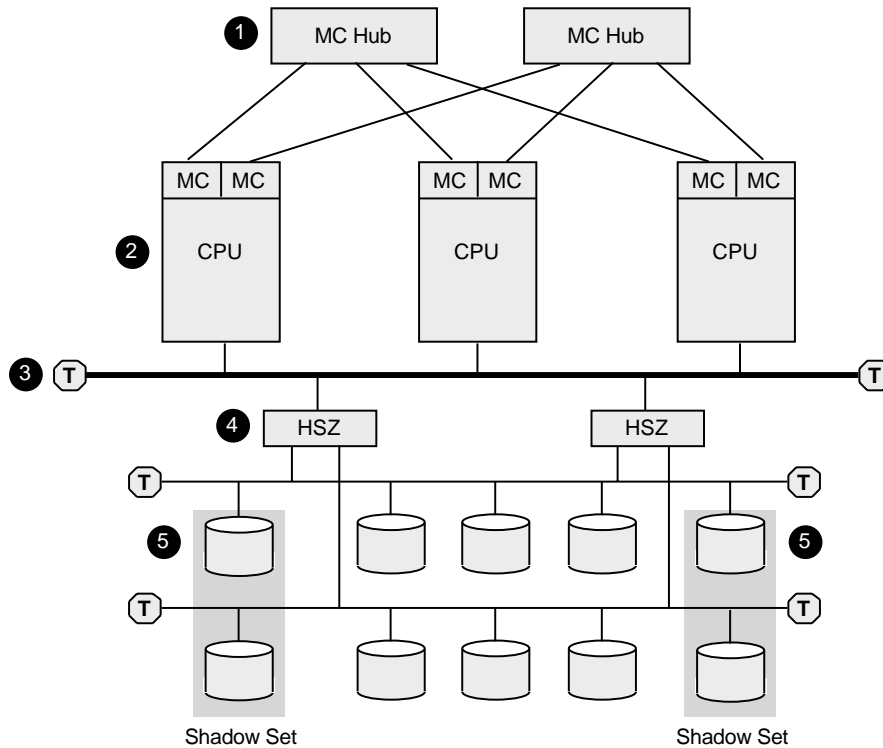 1
MC Hub
MC Hub
MC MC
MC MC
MC MC
2
CPU
CPU
CPU
3
T
T
4
HSZ
HSZ
T
T
5
5
T
T
Shadow Set
Shadow Set